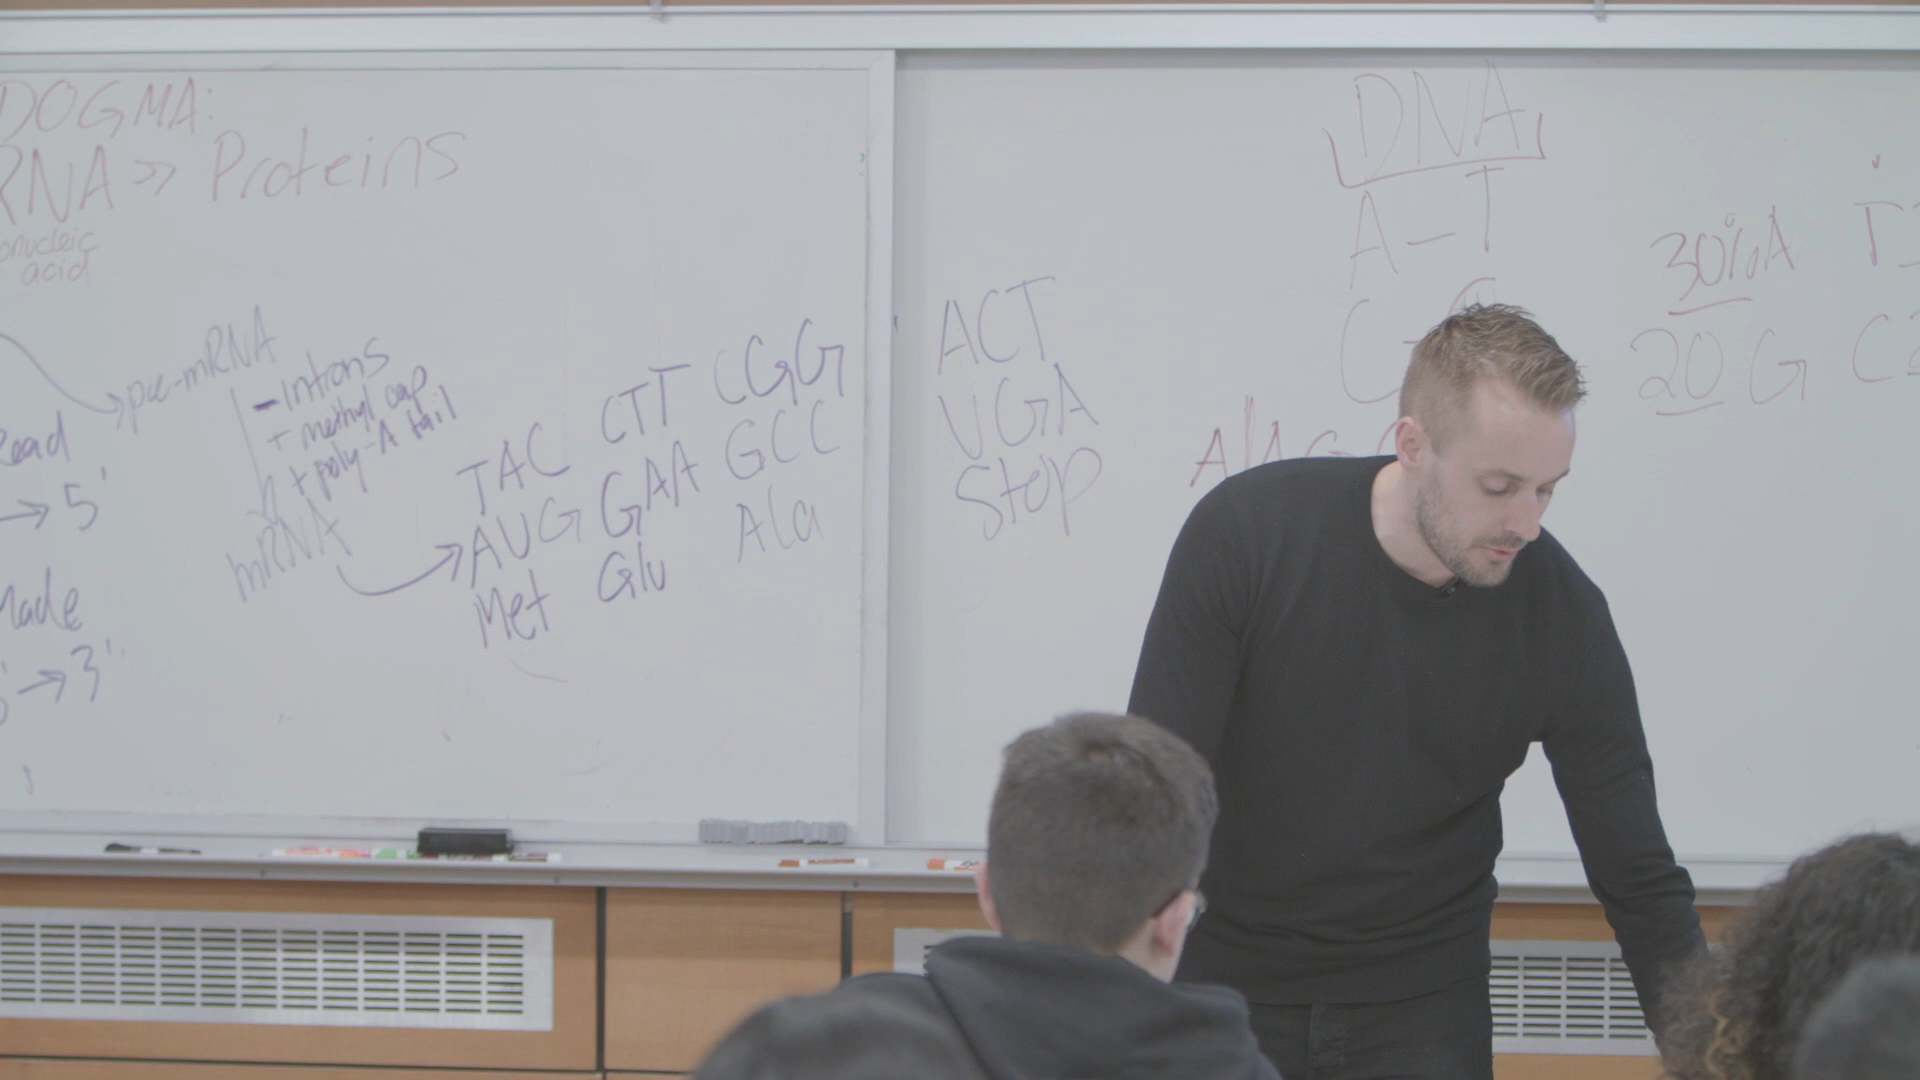 DOGMA:
RNA >> Proteins
onucleic
acid
pre-mRNA
- Introns
+ methyl cap
+ poly-A tail
mRNA
Read
→ 5'
Made
→ 3'
TAC CTT CGG
AUG GAA GCC
Met Glu Ala
ACT
UGA
Stop
DNA
A-T
C-G
30% A
20 G C